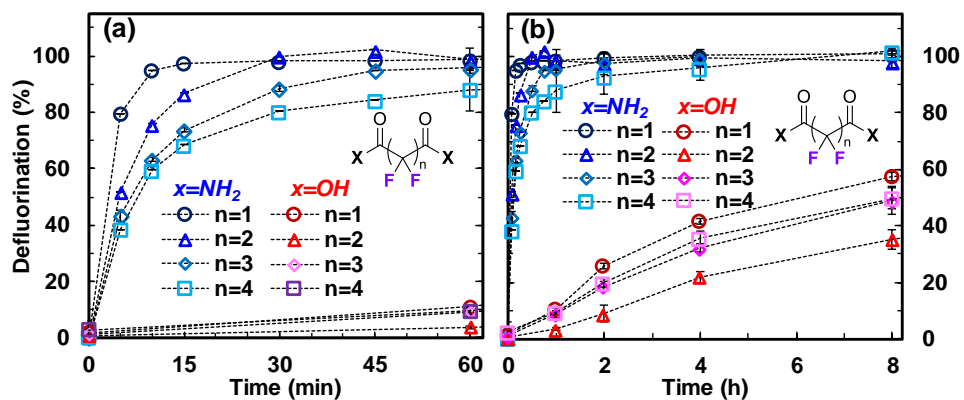 (a)
(b)
Defluorination (%)
100
80
60
40
20
0
0 15 30 45 60
Time (min)
x=NH2 x=OH
n=1 n=1
n=2 n=2
n=3 n=3
n=4 n=4
O O
X ( ) X
n
F F
100
80
60
40
20
0
0 2 4 6 8
Time (h)
x=NH2 x=OH
n=1 n=1
n=2 n=2
n=3 n=3
n=4 n=4
O O
X ( ) X
n
F F